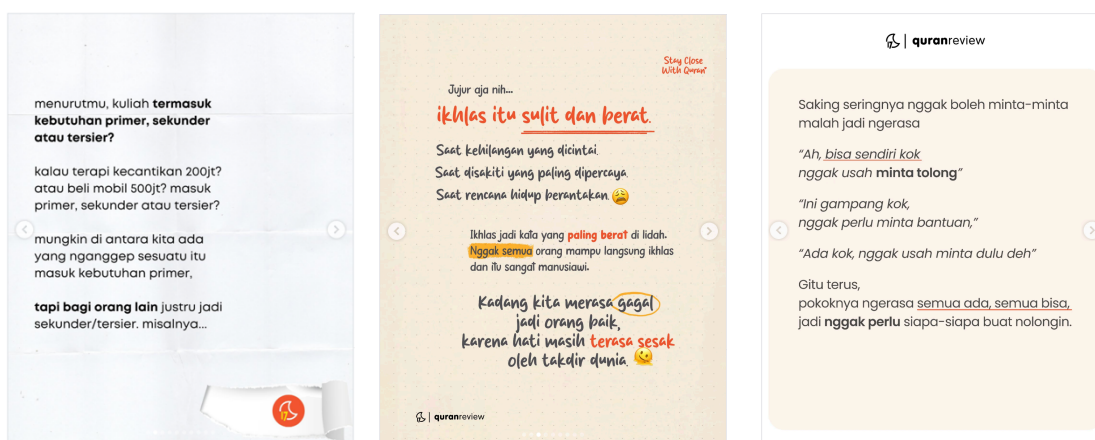 menurutmu, kuliah termasuk
kebutuhan primer, sekunder
atau tersier?
kalau terapi kecantikan 200jt?
atau beli mobil 500jt? masuk
primer, sekunder atau tersier?
mungkin di antara kita ada
yang nganggep sesuatu itu
masuk kebutuhan primer,
tapi bagi orang lain justru jadi
sekunder/tersier. misalnya...
17
Stay Close
With Quran
Jujur aja nih...
ikhlas itu sulit dan berat.
Saat kehilangan yang dicintai.
Saat disakiti yang paling dipercaya.
Saat rencana hidup berantakan. 😩
Ikhlas jadi kata yang paling berat di lidah.
Nggak semua orang mampu langsung ikhlas
dan itu sangat manusiawi.
Kadang kita merasa gagal
jadi orang baik,
karena hati masih terasa sesak
oleh takdir dunia. 🫠
quranreview
quranreview
Saking seringnya nggak boleh minta-minta
malah jadi ngerasa
“Ah, bisa sendiri kok
nggak usah minta tolong”
“Ini gampang kok,
nggak perlu minta bantuan,”
“Ada kok, nggak usah minta dulu deh”
Gitu terus,
pokoknya ngerasa semua ada, semua bisa,
jadi nggak perlu siapa-siapa buat nolongin.